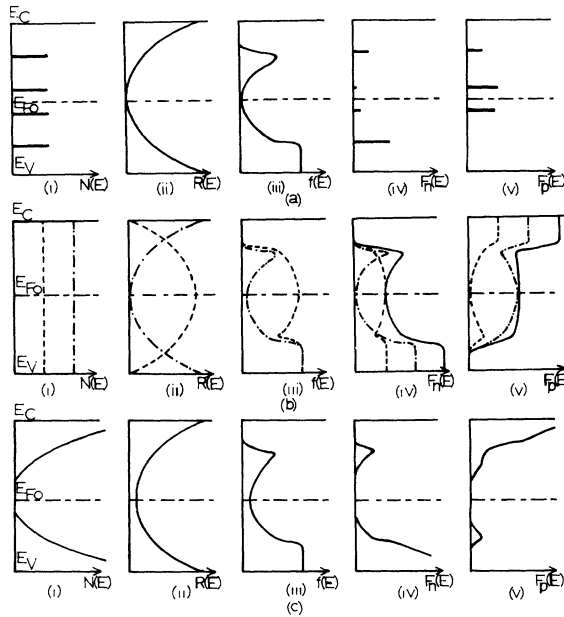 E_C
E_FO
E_V
N(E) R(E) f(E) F_n(E) F_p(E)
(i) (ii) (iii) (iv) (v)
(a)
E_C
E_FO
E_V
N(E) R(E) f(E) F_n(E) F_p(E)
(i) (ii) (iii) (iv) (v)
(b)
E_C
E_FO
E_V
N(E) R(E) f(E) F_n(E) F_p(E)
(i) (ii) (iii) (iv) (v)
(c)